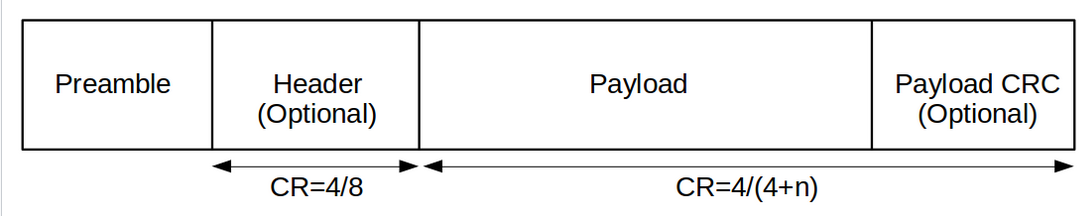 Preamble
Header
(Optional)
Payload
Payload CRC
(Optional)
CR=4/8
CR=4/(4+n)